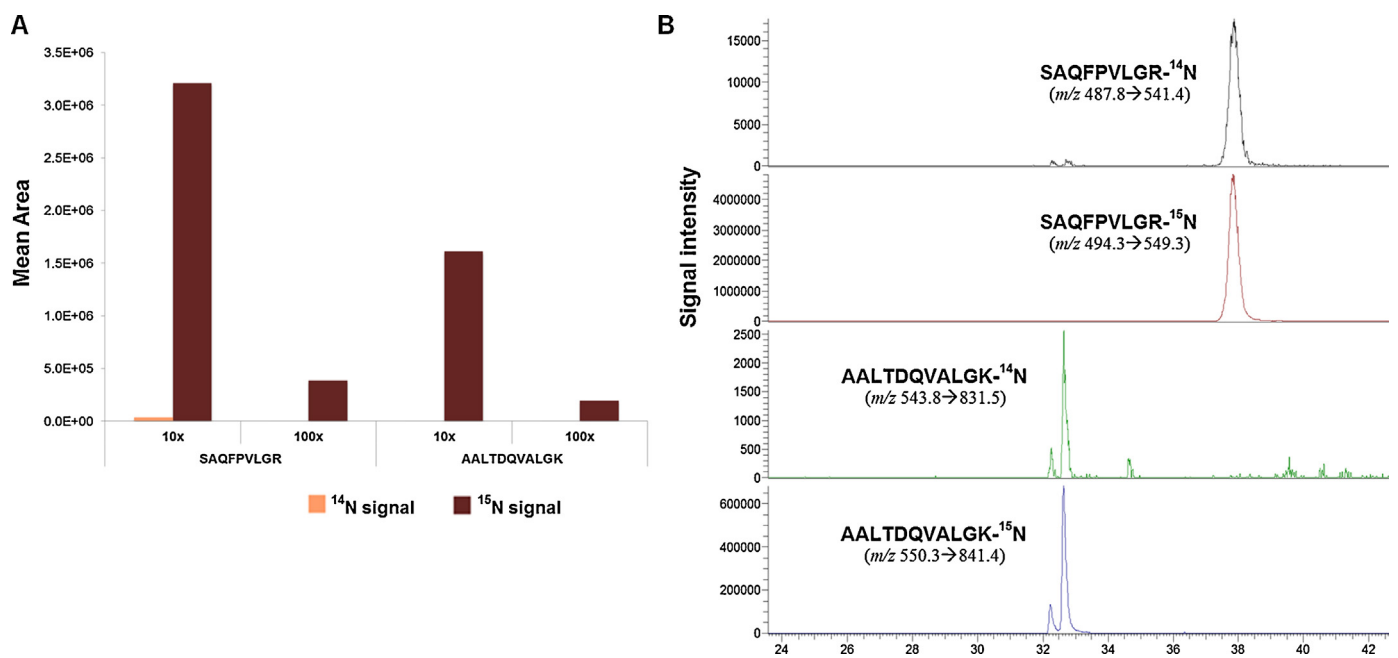 A
3.5E+06
3.0E+06
2.5E+06
2.0E+06
1.5E+06
1.0E+06
5.0E+05
0.0E+00
Mean Area
10x 100x 10x 100x
SAQFPVLGR AALTDQVALGK
¹⁴N signal ¹⁵N signal
B
Signal intensity
15000
10000
5000
0
SAQFPVLGR-¹⁴N
(m/z 487.8→541.4)
4000000
3000000
2000000
1000000
0
SAQFPVLGR-¹⁵N
(m/z 494.3→549.3)
2500
2000
1500
1000
500
0
AALTDQVALGK-¹⁴N
(m/z 543.8→831.5)
600000
400000
200000
0
AALTDQVALGK-¹⁵N
(m/z 550.3→841.4)
24 26 28 30 32 34 36 38 40 42